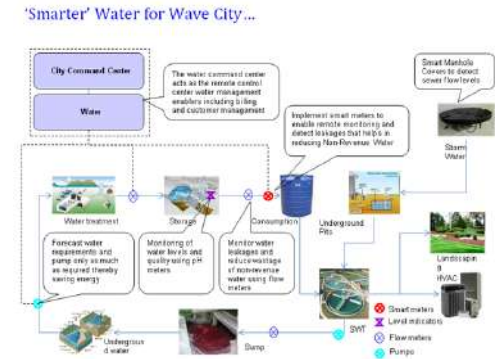 'Smarter' Water for Wave City...
City Command Center
Water
The water command center
acts as the remote control
center water management
enablers including billing
and customer management
Smart Manhole
Covers to detect
sewer flow levels
Implement smart meters to
enable remote monitoring and
detect leakages that helps in
reducing Non-Revenue Water
Storm
Water
Water treatment
Storage
Consumption
Underground
Pits
Forecast water
requirements and
pump only as much
as required thereby
saving energy
Monitoring of
water levels and
quality using pH
meters
Monitor water
leakages and
reduce wastage
of nonrevenue
water using flow
meters
Landscapin
g
HVAC
SWT
Undergroun
d water
Sump
Smart meters
Level indicators
Flow meters
Pumps